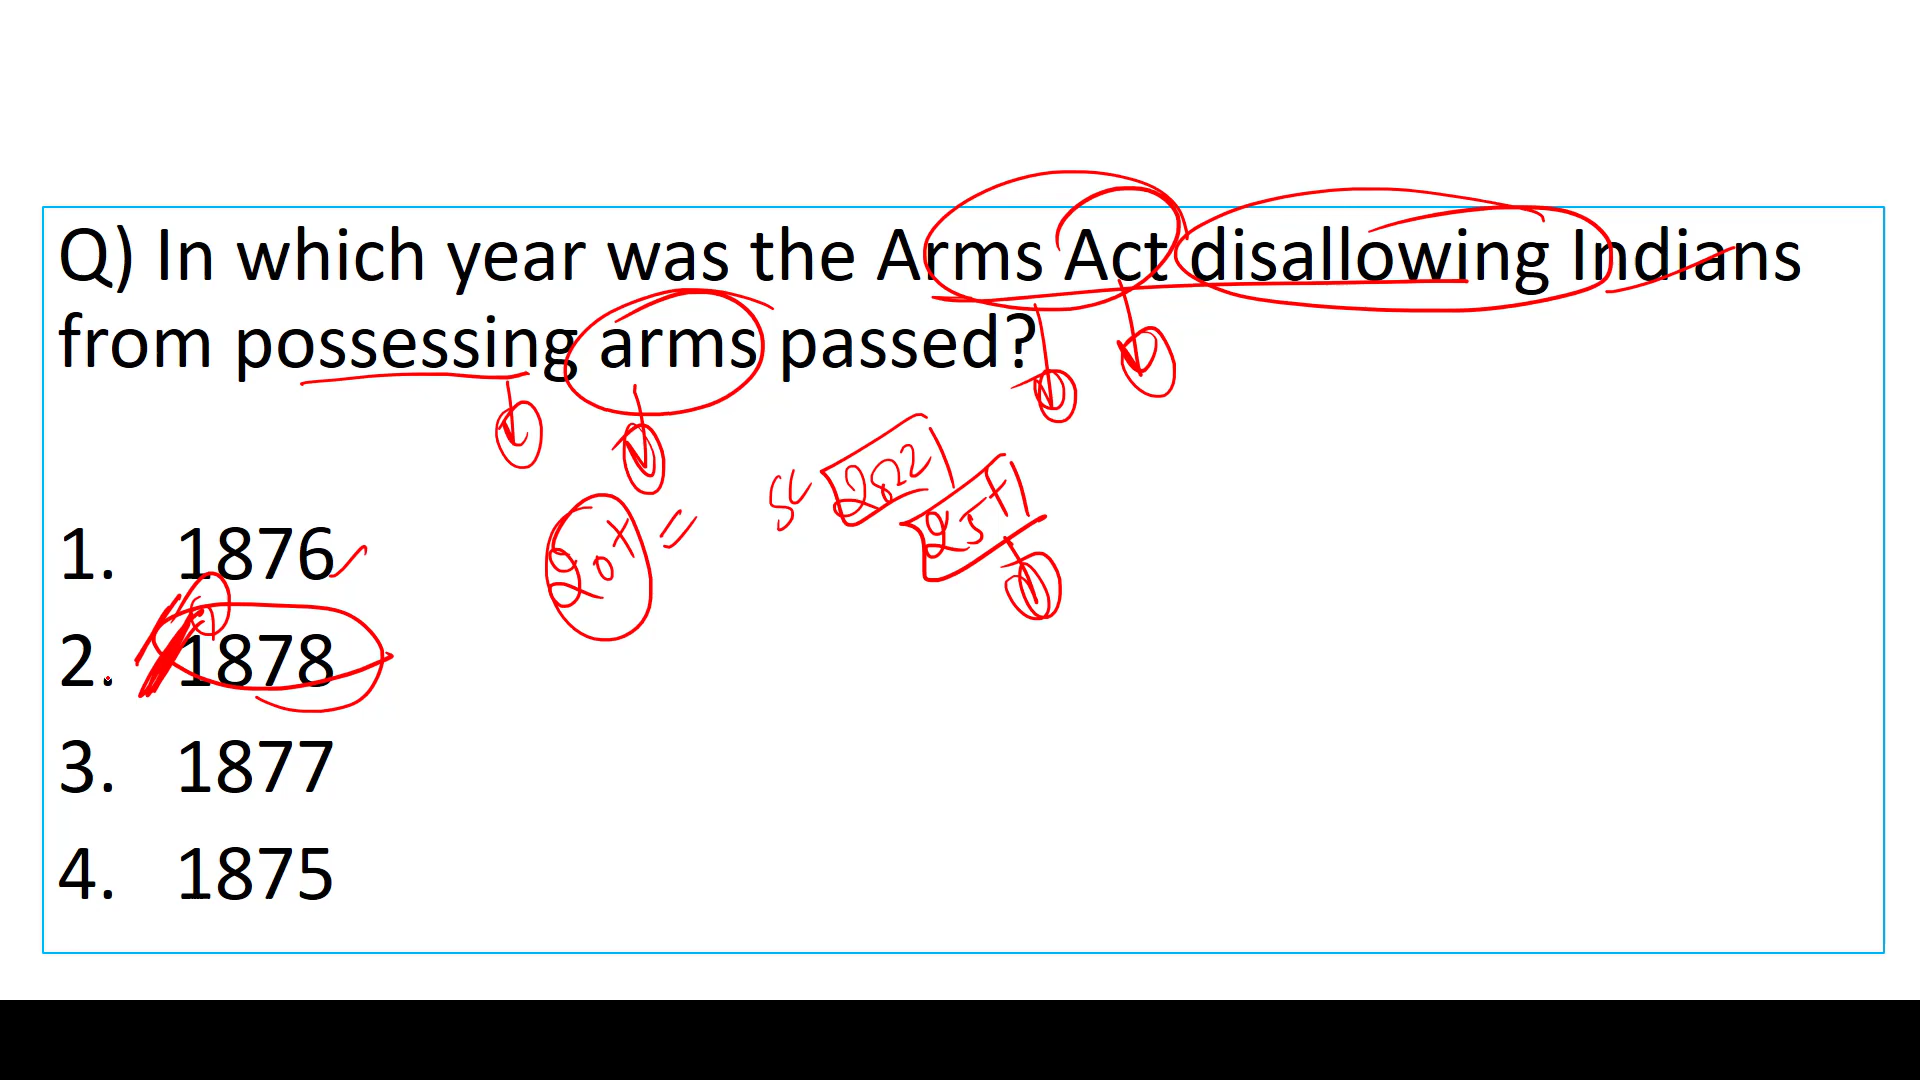 Q) In which year was the Arms Act disallowing Indians
from possessing arms passed?
1. 1876
2. 1878
3. 1877
4. 1875